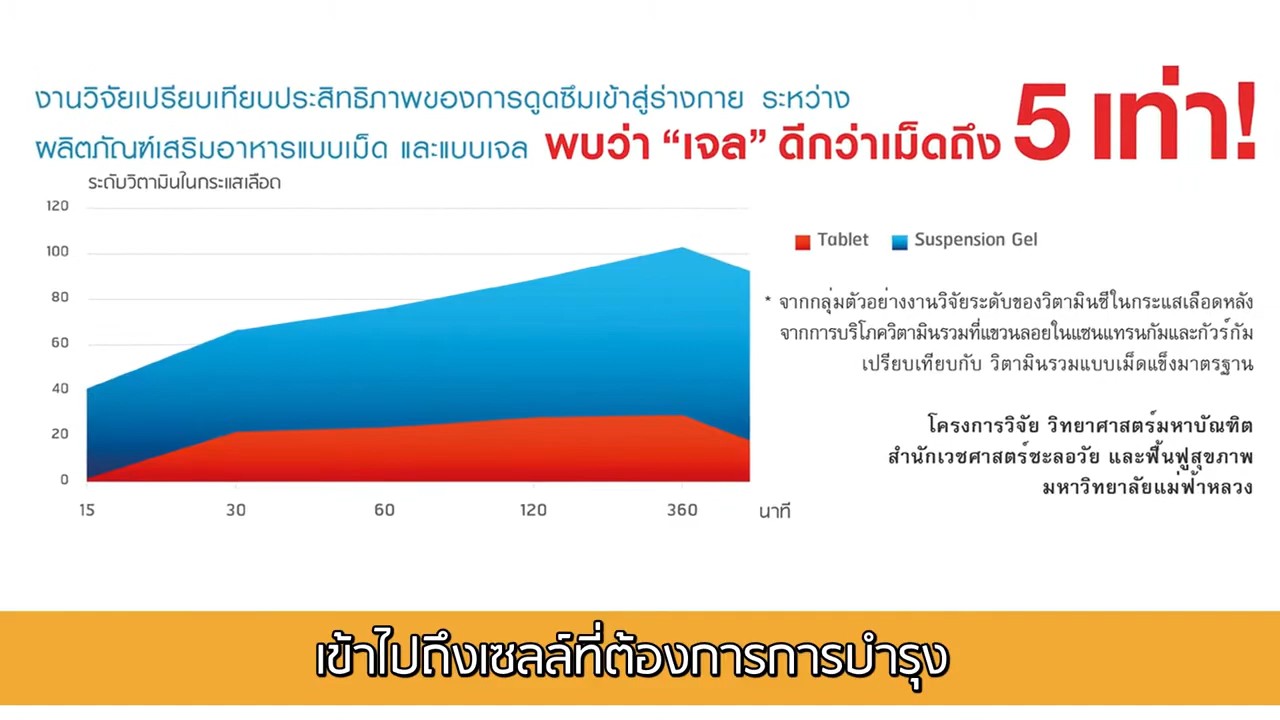 งานวิจัยเปรียบเทียบประสิทธิภาพของการดูดซึมเข้าสู่ร่างกาย ระหว่าง
ผลิตภัณฑ์เสริมอาหารแบบเม็ด และแบบเจล พบว่า “เจล” ดีกว่าเม็ดถึง 5 เท่า!
ระดับวิตามินในกระแสเลือด
120
100
80
60
40
20
0
15 30 60 120 360 นาที
Tablet Suspension Gel
* จากกลุ่มตัวอย่างงานวิจัยระดับของวิตามินซีในกระแสเลือดหลัง
จากการบริโภควิตามินรวมที่แขวนลอยในแซนแทรนกัมและกัวร์กัม
เปรียบเทียบกับ วิตามินรวมแบบเม็ดแข็งมาตรฐาน
โครงการวิจัย วิทยาศาสตร์มหาบัณฑิต
สำนักเวชศาสตร์ชะลอวัย และฟื้นฟูสุขภาพ
มหาวิทยาลัยแม่ฟ้าหลวง
เข้าไปถึงเซลล์ที่ต้องการการบำรุง